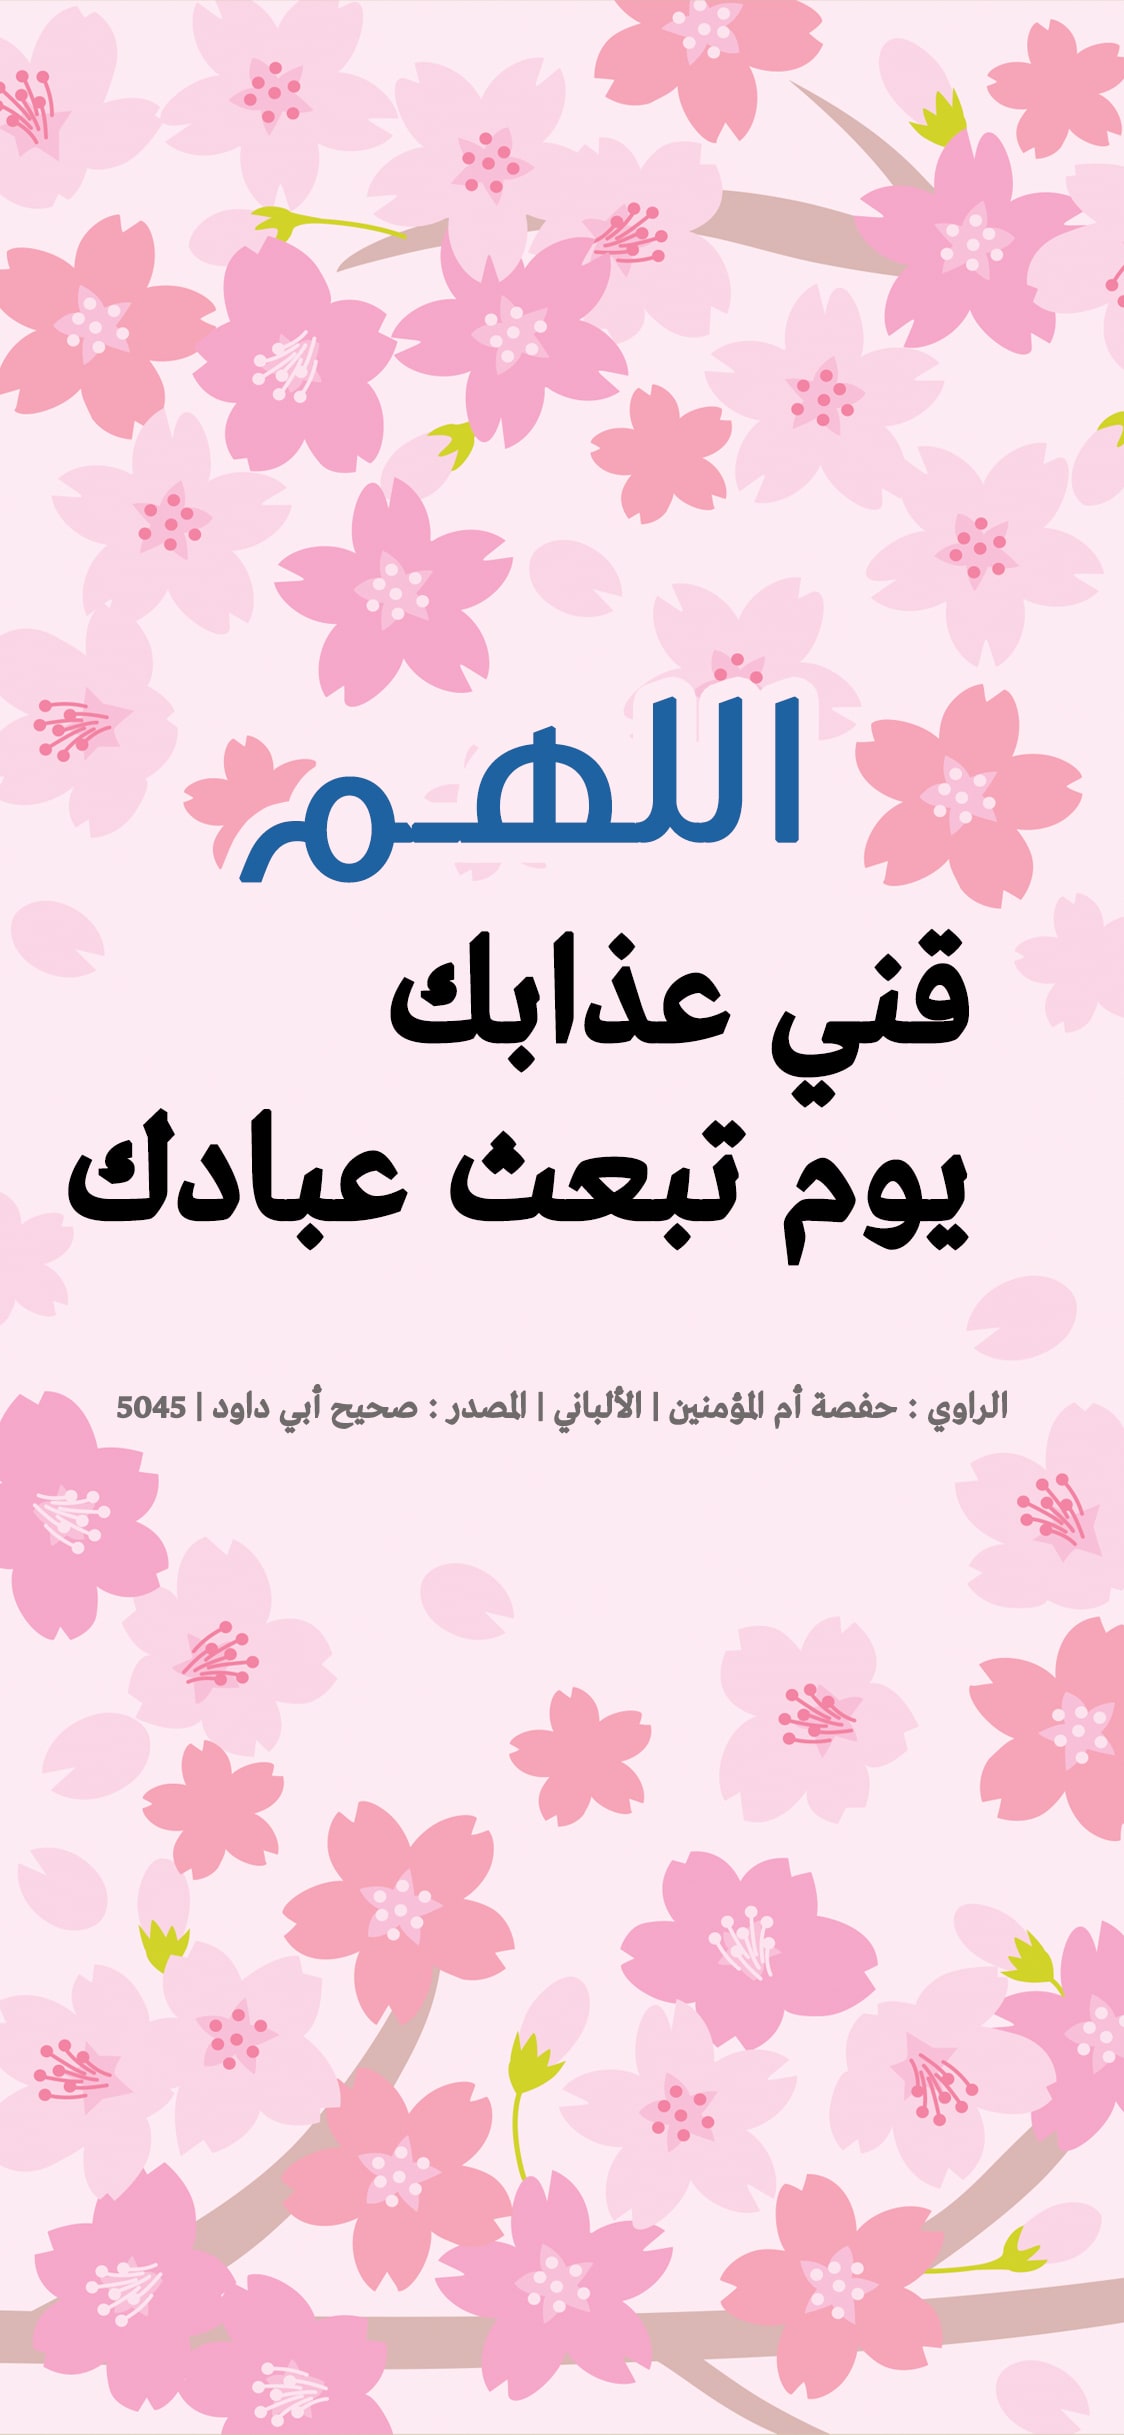 اللهم
قني عذابك
يوم تبعث عبادك
الراوي : حفصة أم المؤمنين | الألباني | المصدر : صحيح أبي داود | 5045